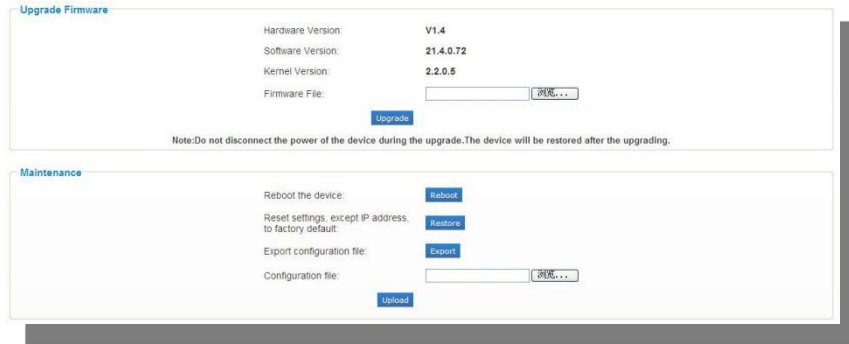 Upgrade Firmware
Hardware Version: V1.4
Software Version: 21.4.0.72
Kernel Version: 2.2.0.5
Firmware File: 浏览...
Upgrade
Note:Do not disconnect the power of the device during the upgrade.The device will be restored after the upgrading.
Maintenance
Reboot the device: Reboot
Reset settings, except IP address,
to factory default: Restore
Export configuration file: Export
Configuration file: 浏览...
Upload